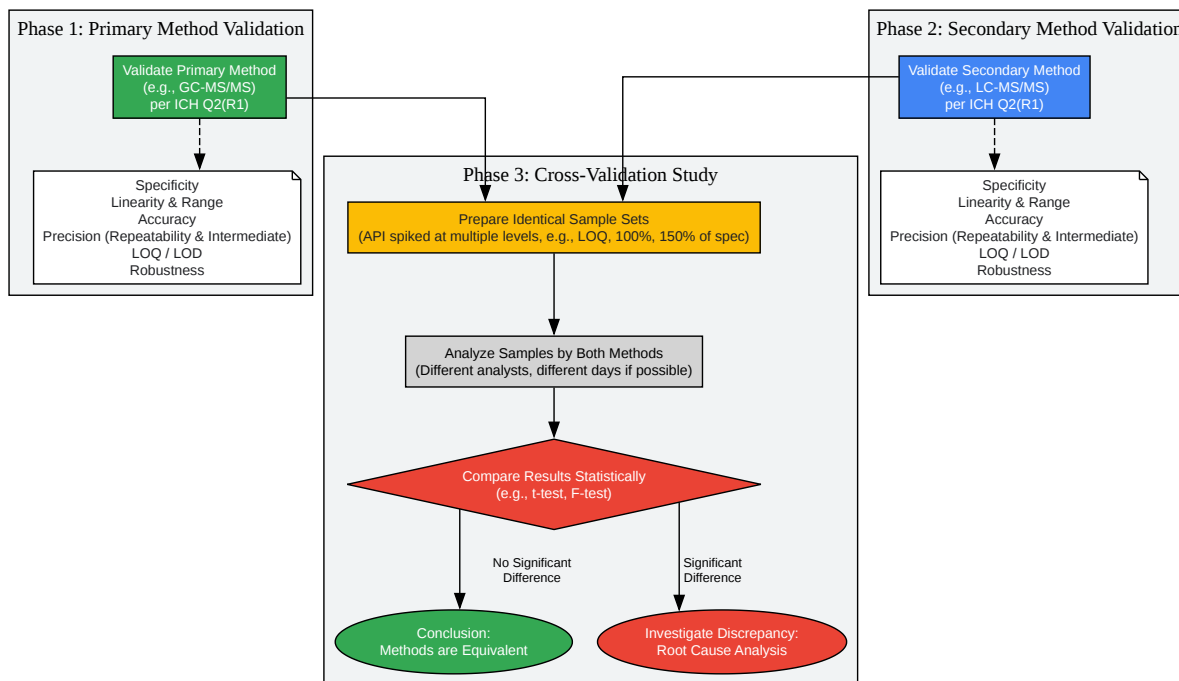 Phase 1: Primary Method Validation
Validate Primary Method
(e.g., GC-MS/MS)
per ICH Q2(R1)
Specificity
Linearity & Range
Accuracy
Precision (Repeatability & Intermediate)
LOQ / LOD
Robustness
Phase 2: Secondary Method Validation
Validate Secondary Method
(e.g., LC-MS/MS)
per ICH Q2(R1)
Specificity
Linearity & Range
Accuracy
Precision (Repeatability & Intermediate)
LOQ / LOD
Robustness
Phase 3: Cross-Validation Study
Prepare Identical Sample Sets
(API spiked at multiple levels, e.g., LOQ, 100%, 150% of spec)
Analyze Samples by Both Methods
(Different analysts, different days if possible)
Compare Results Statistically
(e.g., t-test, F-test)
No Significant
Difference
Significant
Difference
Conclusion:
Methods are Equivalent
Investigate Discrepancy:
Root Cause Analysis